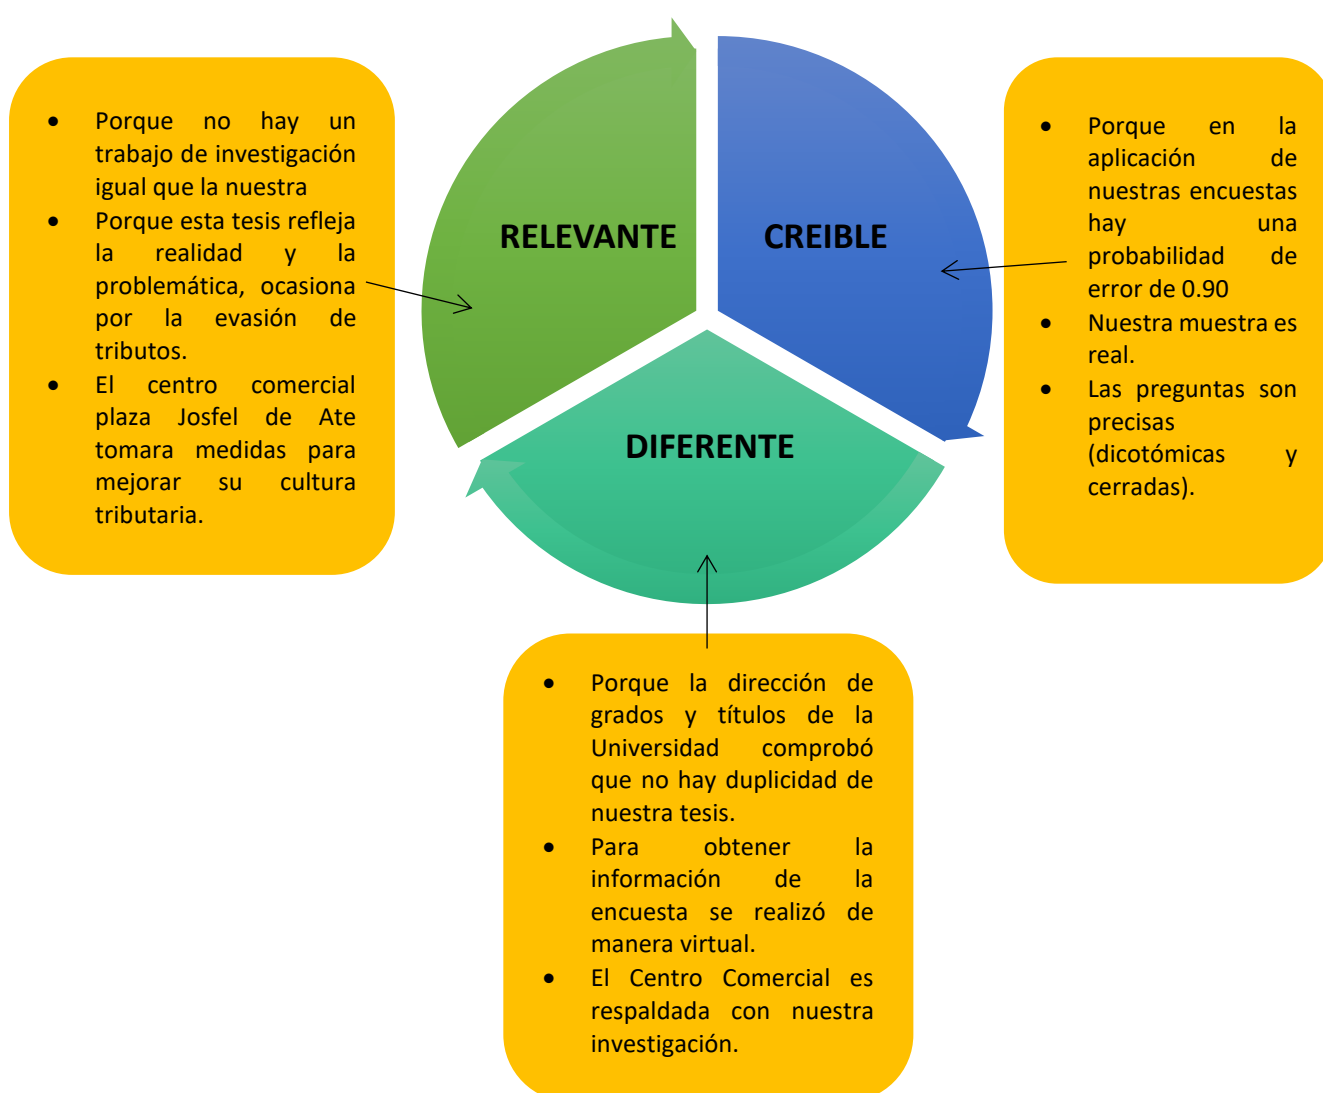 • Porque no hay un
trabajo de investigación
igual que la nuestra
• Porque esta tesis refleja
la realidad y la
problemática, ocasiona
por la evasión de
tributos.
• El centro comercial
plaza Josfel de Ate
tomara medidas para
mejorar su cultura
tributaria.
RELEVANTE
CREIBLE
DIFERENTE
• Porque en la
aplicación de
nuestras encuestas
hay una
probabilidad de
error de 0.90
• Nuestra muestra es
real.
• Las preguntas son
precisas
(dicotómicas y
cerradas).
• Porque la dirección de
grados y títulos de la
Universidad comprobó
que no hay duplicidad de
nuestra tesis.
• Para obtener la
información de la
encuesta se realizó de
manera virtual.
• El Centro Comercial es
respaldada con nuestra
investigación.